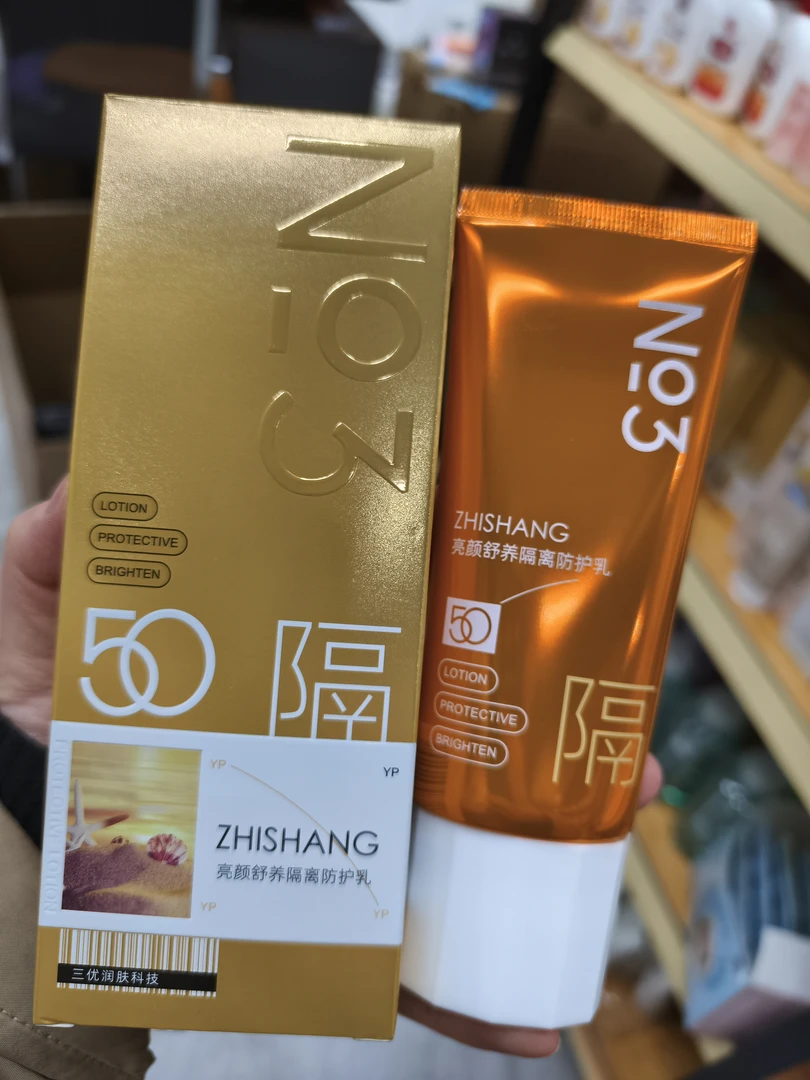 No3
LOTION
PROTECTIVE
BRIGHTEN
50
隔
YP
YP
ZHISHANG
亮颜舒养隔离防护乳
YP
YP
三优润肤科技
No3
ZHISHANG
亮颜舒养隔离防护乳
50
LOTION
PROTECTIVE
BRIGHTEN
隔